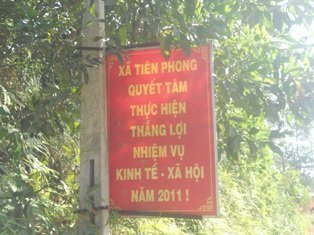 XÃ TIÊN PHONG
QUYẾT TÂM
THỰC HIỆN
THẮNG LỢI
NHIỆM VỤ
KINH TẾ - XÃ HỘI
NĂM 2011 !